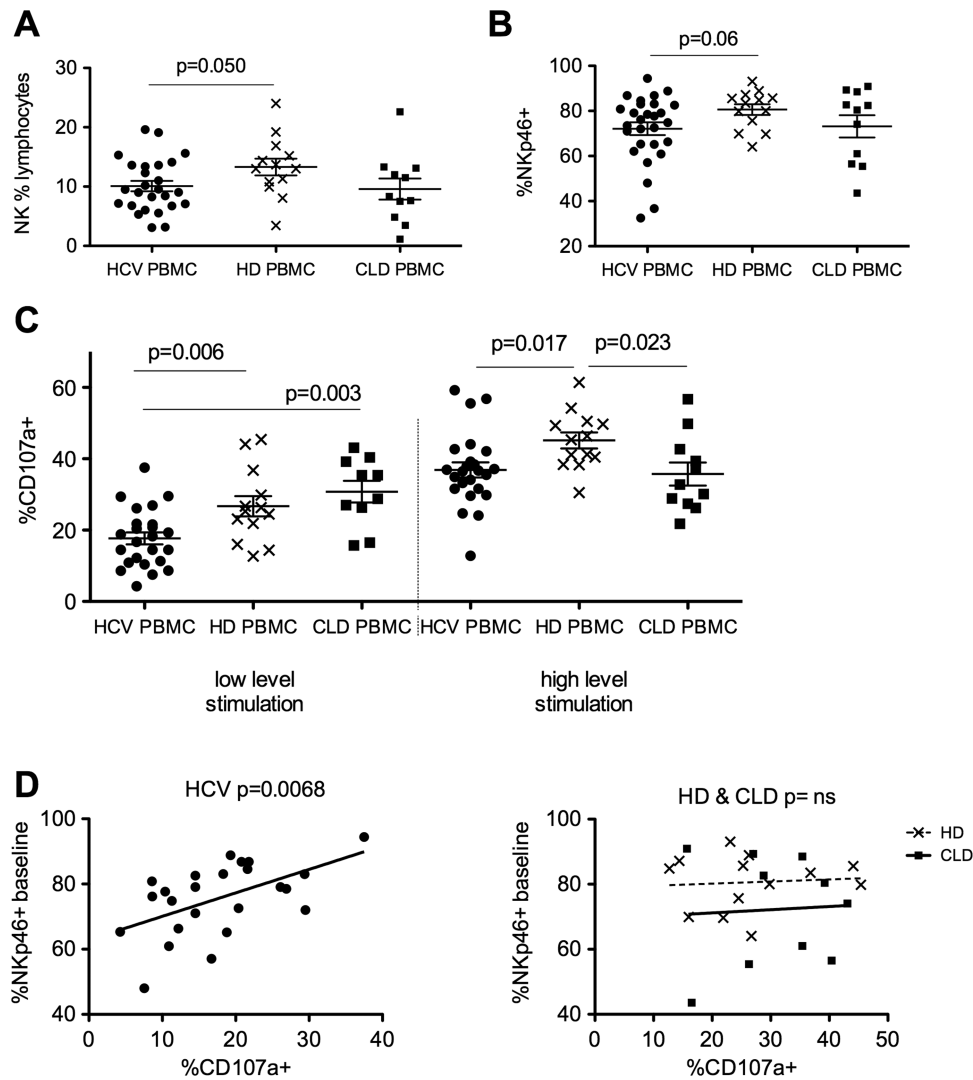 A
p=0.050
NK % lymphocytes
30
20
10
0
HCV PBMC HD PBMC CLD PBMC
B
p=0.06
%NKp46+
100
80
60
40
20
HCV PBMC HD PBMC CLD PBMC
C
p=0.006
p=0.003
p=0.017 p=0.023
%CD107a+
60
40
20
0
HCV PBMC HD PBMC CLD PBMC HCV PBMC HD PBMC CLD PBMC
low level
stimulation
high level
stimulation
D
HCV p=0.0068
%NKp46+ baseline
100
80
60
40
0 10 20 30 40
%CD107a+
HD & CLD p= ns
%NKp46+ baseline
100
80
60
40
0 10 20 30 40 50
%CD107a+
HD
CLD